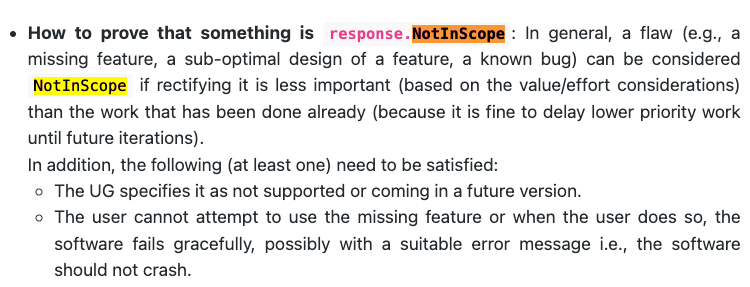 • How to prove that something is response.NotInScope : In general, a flaw (e.g., a
missing feature, a sub-optimal design of a feature, a known bug) can be considered
NotInScope if rectifying it is less important (based on the value/effort considerations)
than the work that has been done already (because it is fine to delay lower priority work
until future iterations).
In addition, the following (at least one) need to be satisfied:
○ The UG specifies it as not supported or coming in a future version.
○ The user cannot attempt to use the missing feature or when the user does so, the
software fails gracefully, possibly with a suitable error message i.e., the software
should not crash.